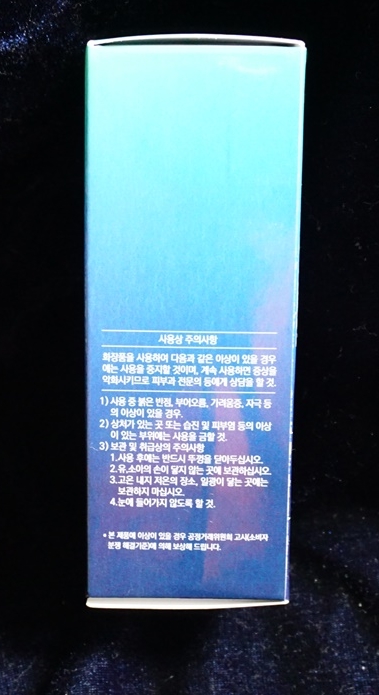 사용상 주의사항
화장품을 사용하여 다음과 같은 이상이 있을 경우
에는 사용을 중지할 것이며, 계속 사용하면 증상을
악화시키므로 피부과 전문의 등에게 상담을 할 것.
1) 사용 중 붉은 반점, 부어오름, 가려움증, 자극 등
의 이상이 있을 경우.
2) 상처가 있는 곳 또는 습진 및 피부염 등의 이상
이 있는 부위에는 사용을 금할 것.
3) 보관 및 취급상의 주의사항
1.사용 후에는 반드시 뚜껑을 닫아두십시오.
2.유,소아의 손이 닿지 않는 곳에 보관하십시오.
3.고온 내지 저온의 장소, 일광이 닿는 곳에는
보관하지 마십시오.
4.눈에 들어가지 않도록 할 것.
• 본 제품에 이상이 있을 경우 공정거래위원회 고시(소비자
분쟁 해결기준)에 의해 보상해 드립니다.